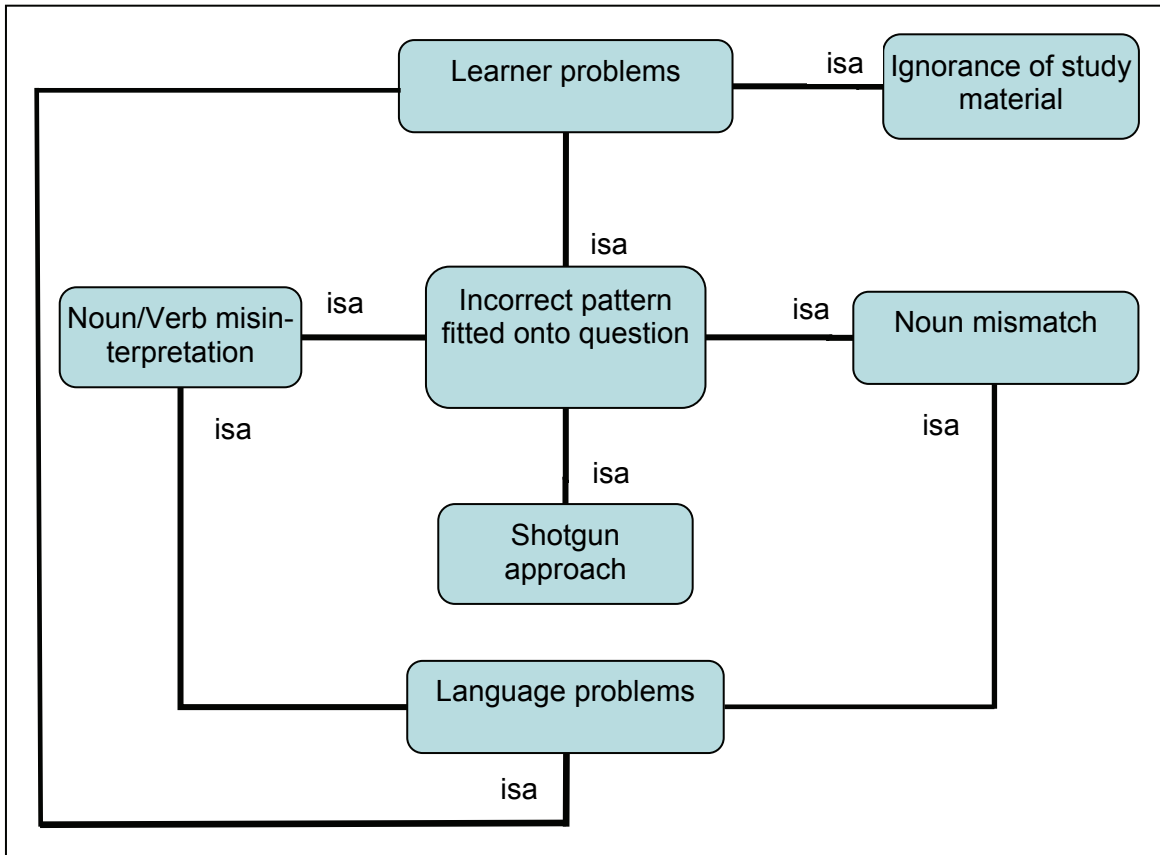 Learner problems
isa
Ignorance of study
material
isa
Noun/Verb misin-
terpretation
isa
Incorrect pattern
fitted onto question
isa
Noun mismatch
isa
isa
isa
Shotgun
approach
Language problems
isa